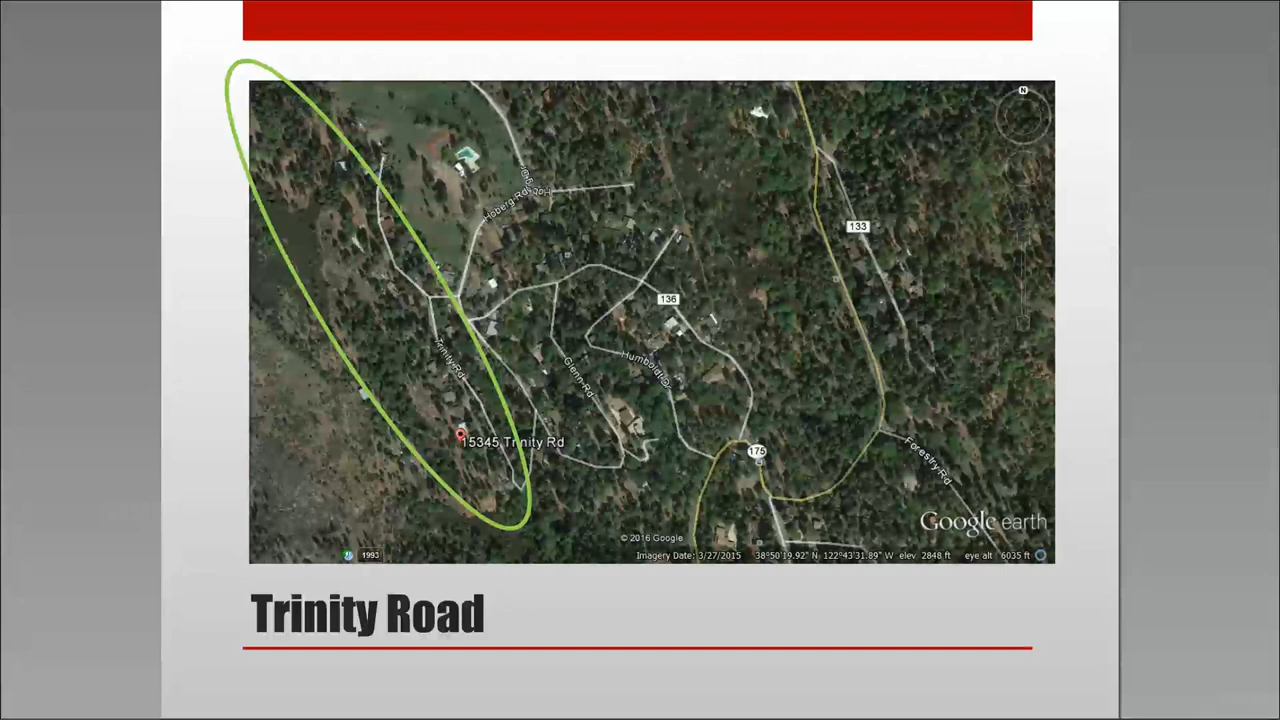 N
Hoberg Rd
133
136
Trinity Rd
Glenn Rd
Humboldt Dr
15345 Trinity Rd
175
Forestry Rd
Google earth
© 2016 Google
1993
Imagery Date: 3/27/2015 38°50'19.92" N 122°43'31.89" W elev 2848 ft eye alt 6035 ft
Trinity Road